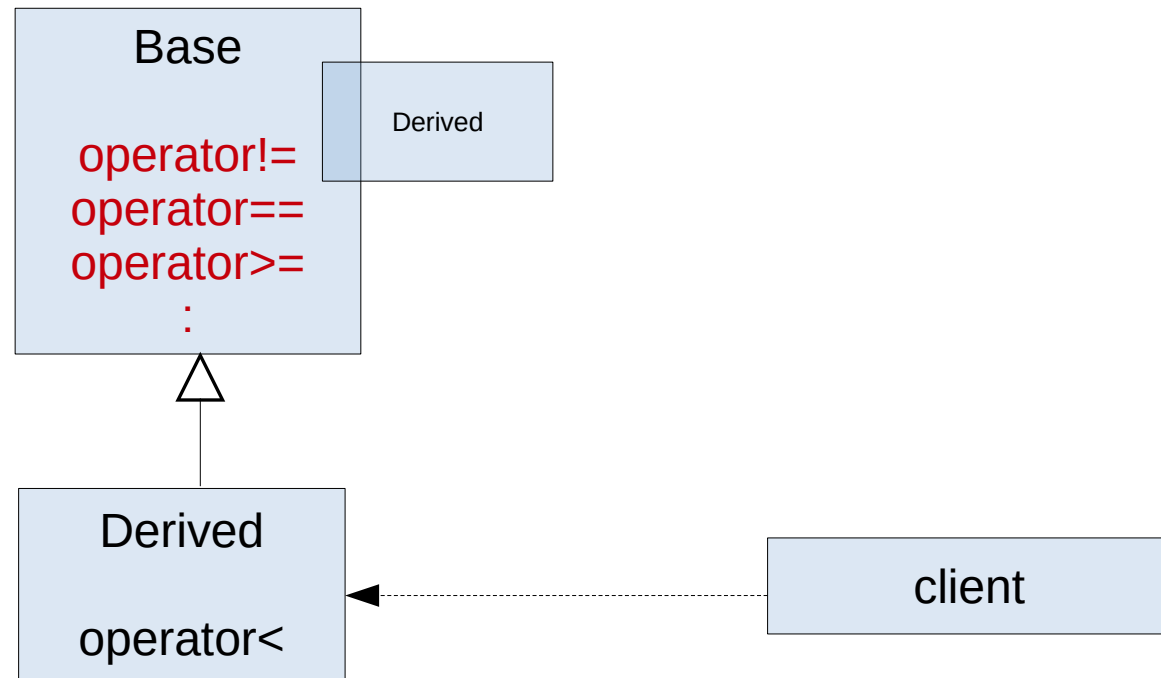 Base
Derived
operator!=
operator==
operator>=
:
Derived
operator<
client